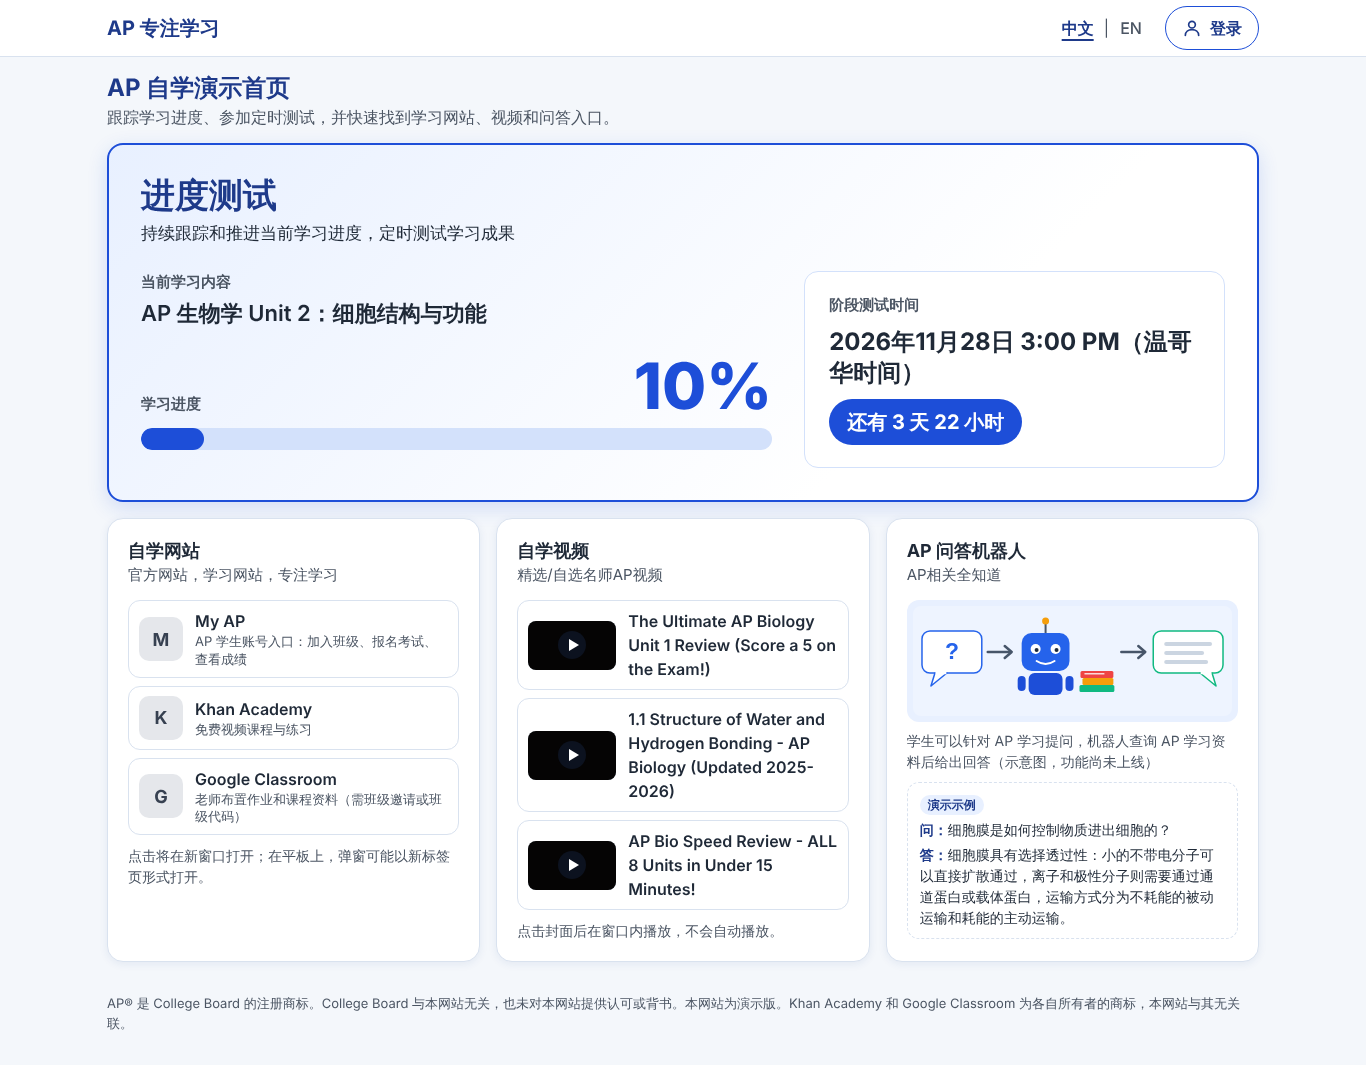 AP 专注学习
中文 | EN
登录
AP 自学演示首页
跟踪学习进度、参加定时测试，并快速找到学习网站、视频和问答入口。
进度测试
持续跟踪和推进当前学习进度，定时测试学习成果
当前学习内容
AP 生物学 Unit 2：细胞结构与功能
学习进度
10%
阶段测试时间
2026年11月28日 3:00 PM（温哥
华时间）
还有 3 天 22 小时
自学网站
官方网站，学习网站，专注学习
M
My AP
AP 学生账号入口：加入班级、报名考试、
查看成绩
K
Khan Academy
免费视频课程与练习
G
Google Classroom
老师布置作业和课程资料（需班级邀请或班
级代码）
点击将在新窗口打开；在平板上，弹窗可能以新标签
页形式打开。
自学视频
精选/自选名师AP视频
The Ultimate AP Biology
Unit 1 Review (Score a 5 on
the Exam!)
1.1 Structure of Water and
Hydrogen Bonding - AP
Biology (Updated 2025-
2026)
AP Bio Speed Review - ALL
8 Units in Under 15
Minutes!
点击封面后在窗口内播放，不会自动播放。
AP 问答机器人
AP相关全知道
?
学生可以针对 AP 学习提问，机器人查询 AP 学习资
料后给出回答（示意图，功能尚未上线）
演示示例
问：细胞膜是如何控制物质进出细胞的？
答：细胞膜具有选择透过性：小的不带电分子可
以直接扩散通过，离子和极性分子则需要通过通
道蛋白或载体蛋白，运输方式分为不耗能的被动
运输和耗能的主动运输。
AP® 是 College Board 的注册商标。College Board 与本网站无关，也未对本网站提供认可或背书。本网站为演示版。Khan Academy 和 Google Classroom 为各自所有者的商标，本网站与其无关
联。